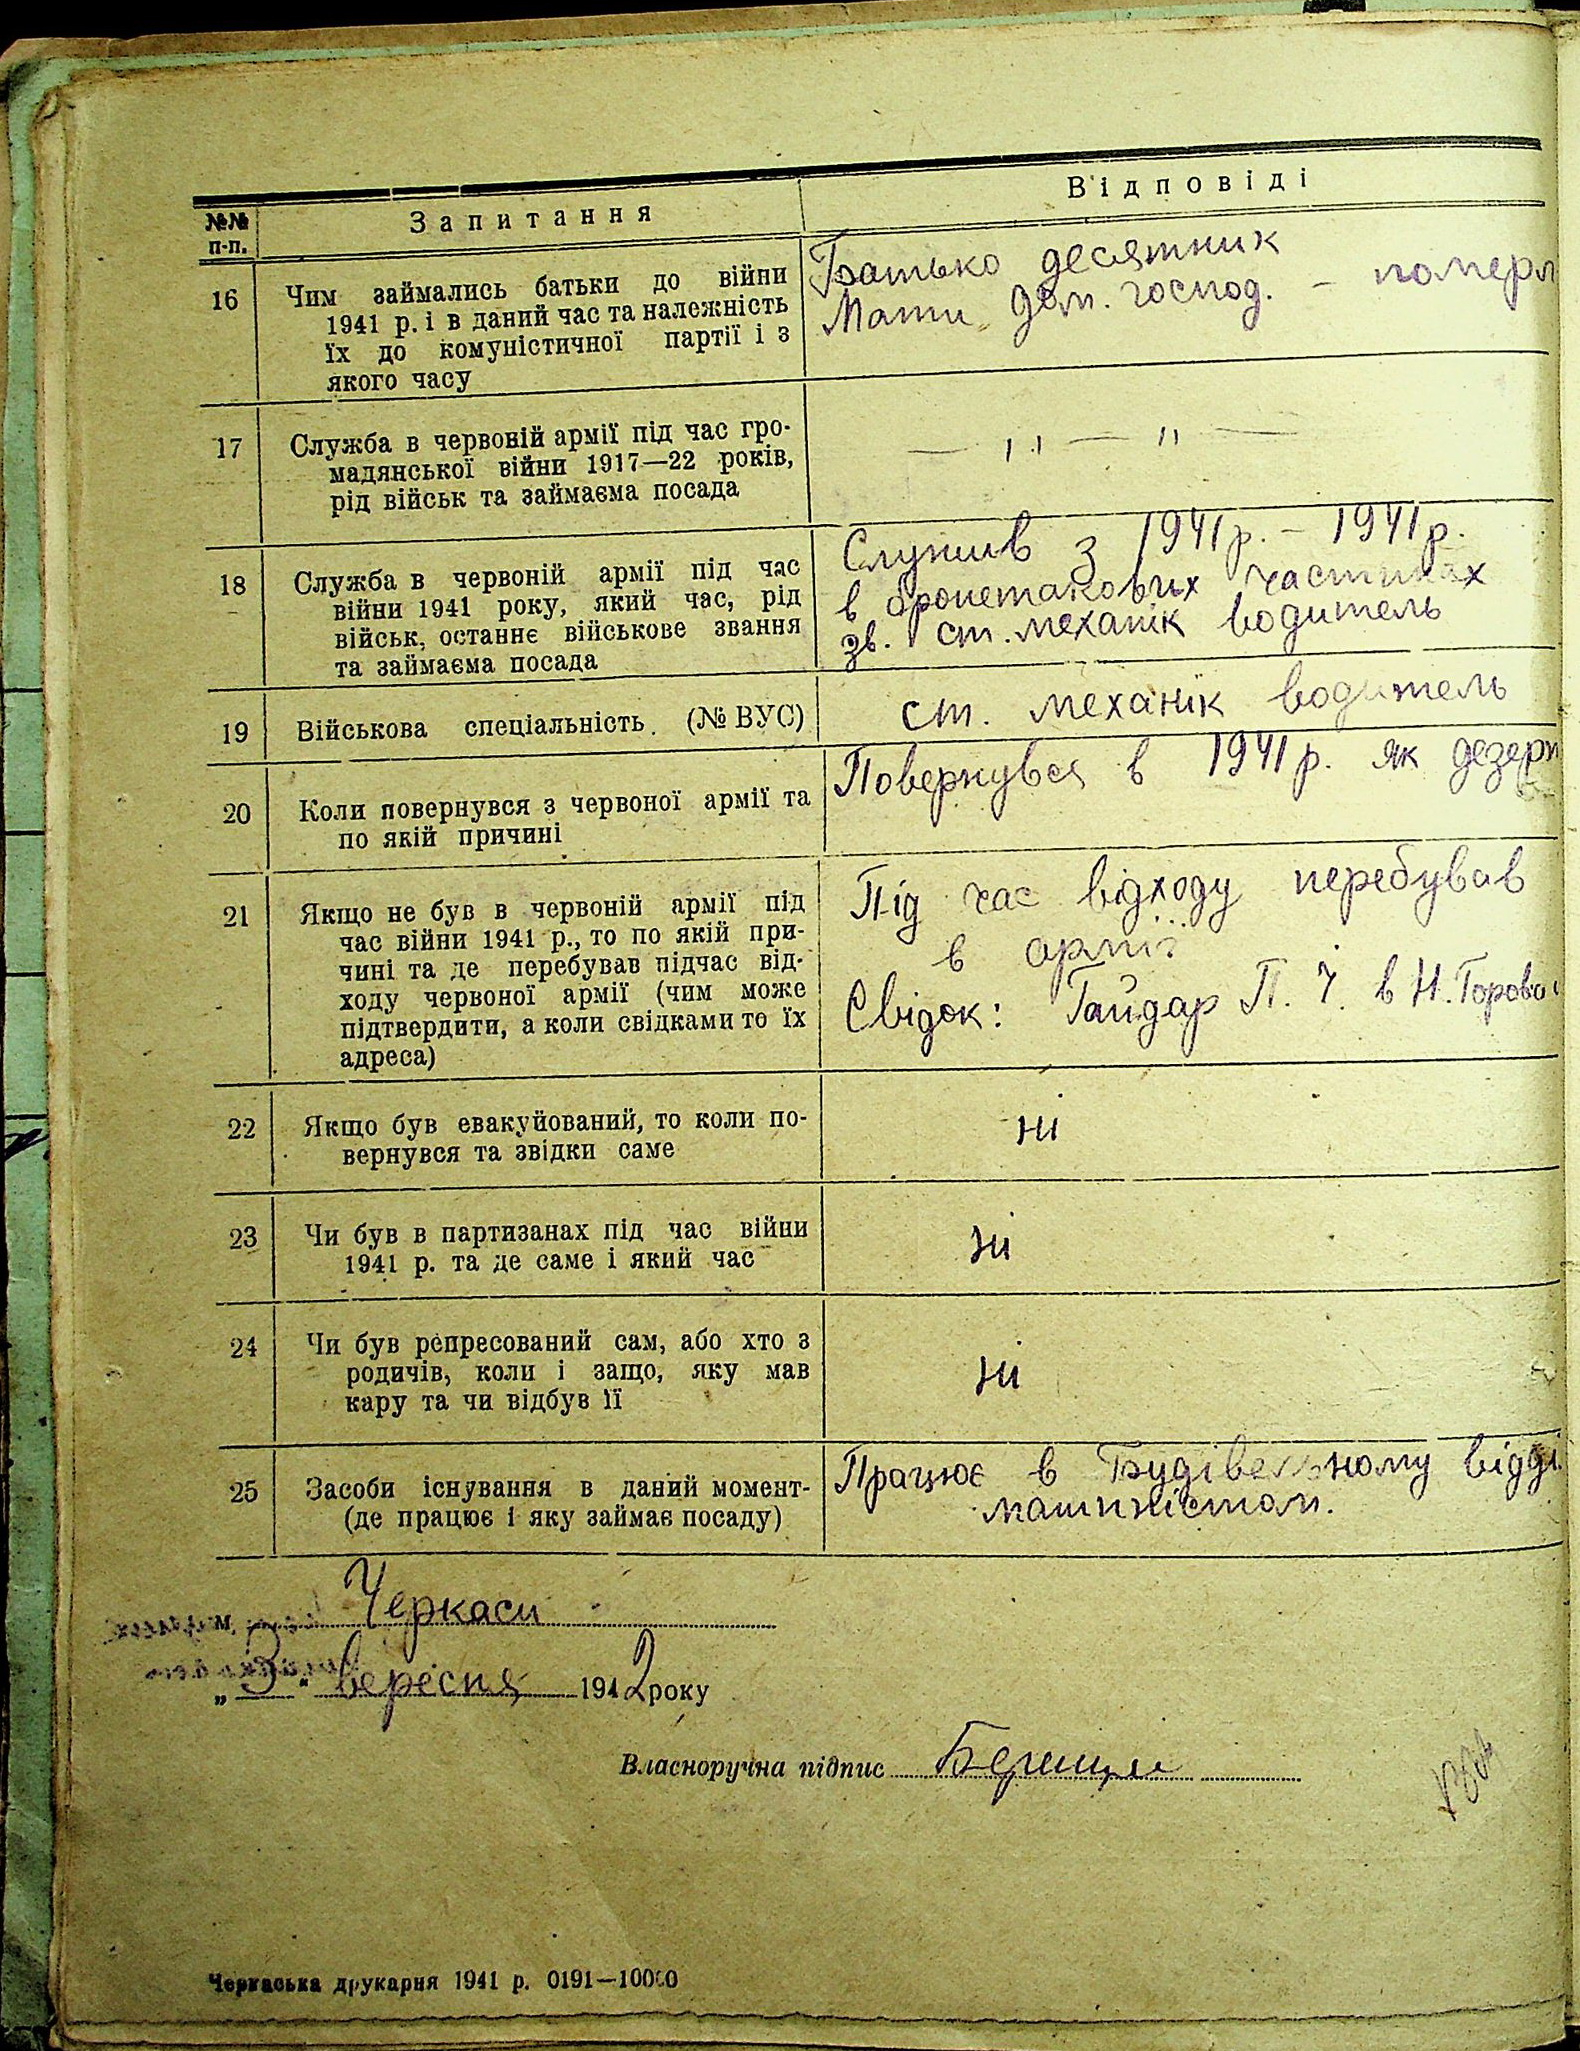 №№ п-п.
Запитання
Відповіді
16
Чим займались батьки до війни
1941 р. і в даний час та належність
їх до комуністичної партії і з
якого часу
Батько десятник
Мати дом. господ. – помер
17
Служба в червоній армії під час гро-
мадянської війни 1917—22 років,
рід військ та займаєма посада
— 〃 — 〃 —
18
Служба в червоній армії під час
війни 1941 року, який час, рід
військ, останнє військове звання
та займаєма посада
Служив з 1941 р. – 1941 р.
в бронетакових частинах
зв. ст. механік водитель
19
Військова спеціальність. (№ ВУС)
ст. механік водитель
20
Коли повернувся з червоної армії та
по якій причині
Повернувся в 1941 р. як дезер
21
Якщо не був в червоній армії під
час війни 1941 р., то по якій при-
чині та де перебував підчас від-
ходу червоної армії (чим може
підтвердити, а коли свідками то їх
адреса)
Під час відходу перебував
в армії
Свідок: Гайдар П. Ч. в Н.
22
Якщо був евакуйований, то коли по-
вернувся та звідки саме
ні
23
Чи був в партизанах під час війни
1941 р. та де саме і який час
ні
24
Чи був репресований сам, або хто з
родичів, коли і защо, яку мав
кару та чи відбув її
ні
25
Засоби існування в даний момент-
(де працює і яку займає посаду)
Працює в Будівельному відді
машиністом.
м. Черкаси
„3" вересня 1942 року
Власноручна підпис
Черкаська друкарня 1941 р. 0191—10000